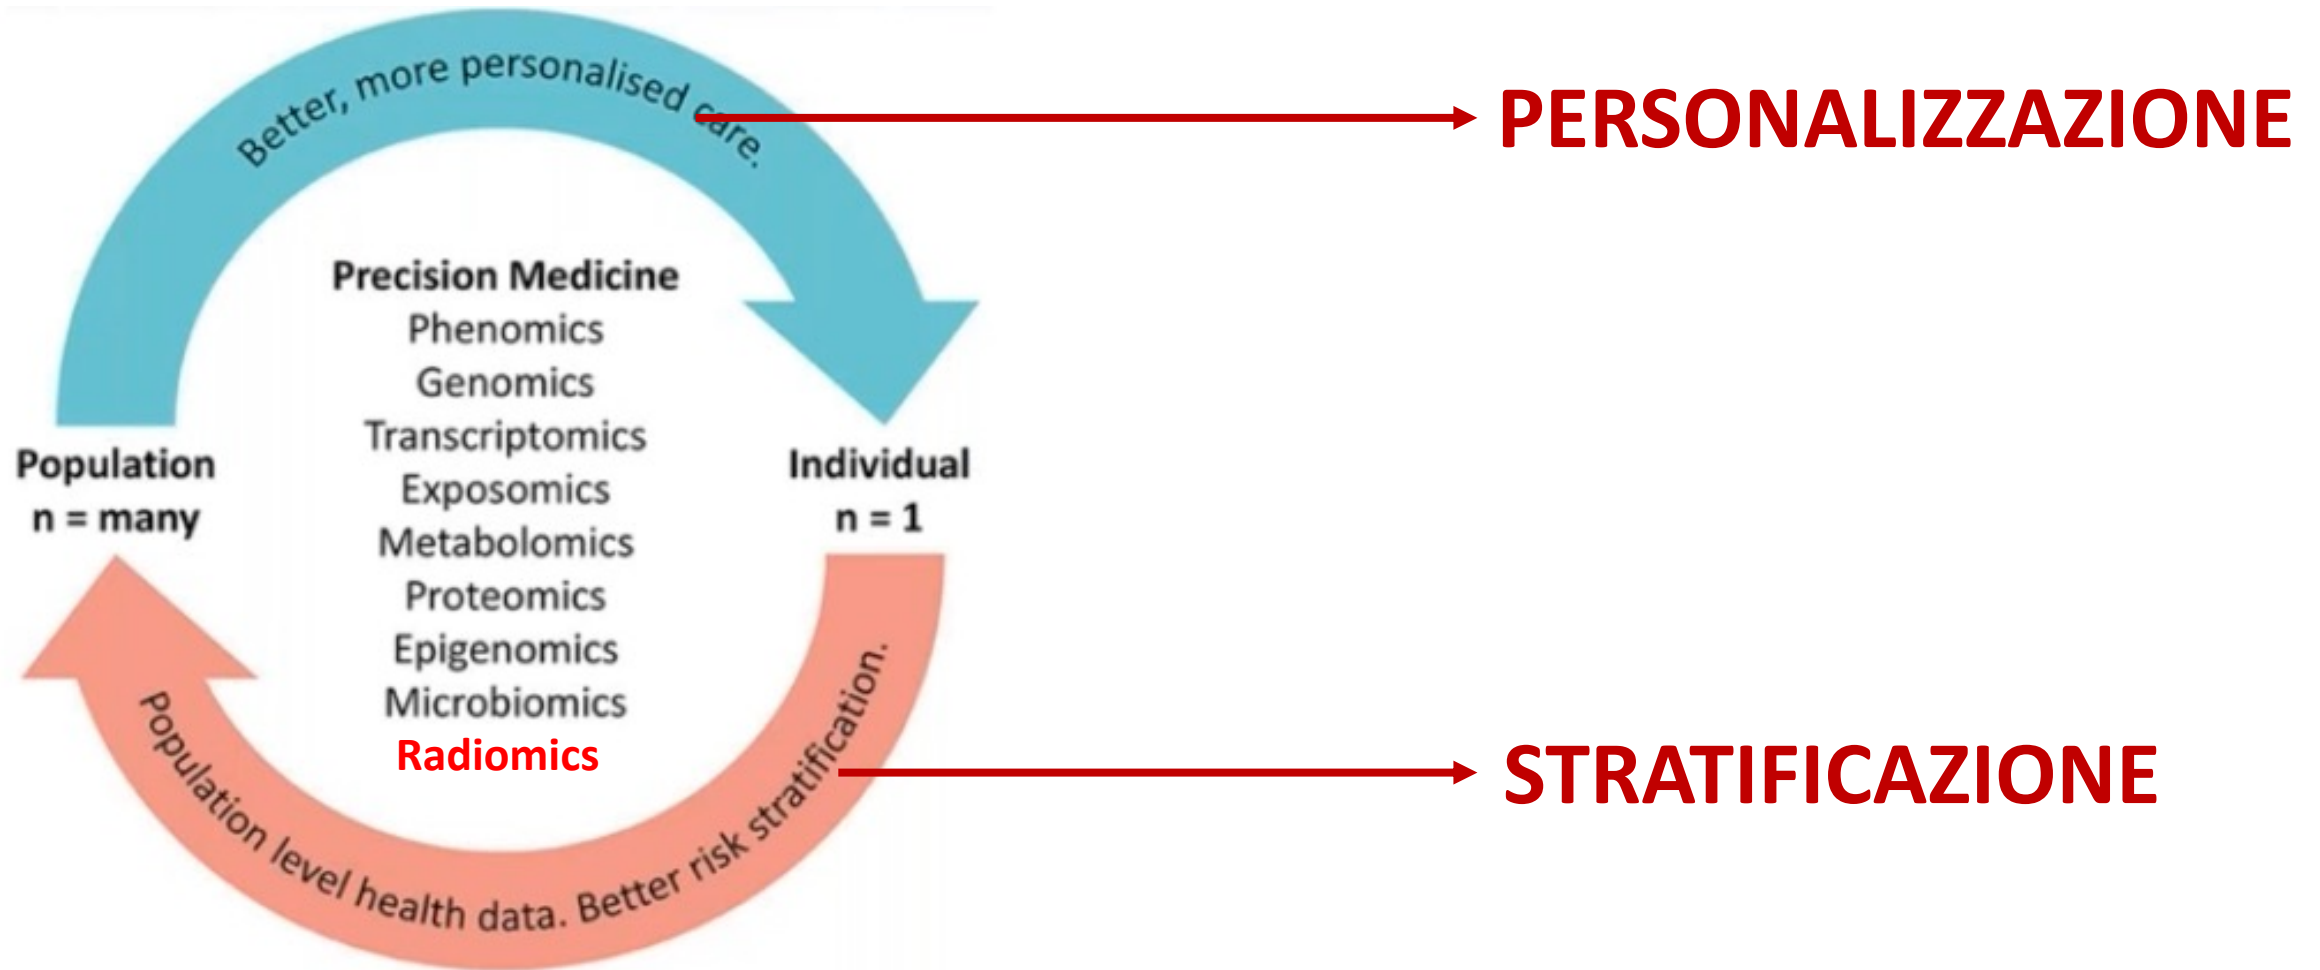 Better, more personalised care.
PERSONALIZZAZIONE
Precision Medicine
Phenomics
Genomics
Transcriptomics
Exposomics
Metabolomics
Proteomics
Epigenomics
Microbiomics
Radiomics
Population
n = many
Individual
n = 1
Population level health data. Better risk stratification.
STRATIFICAZIONE